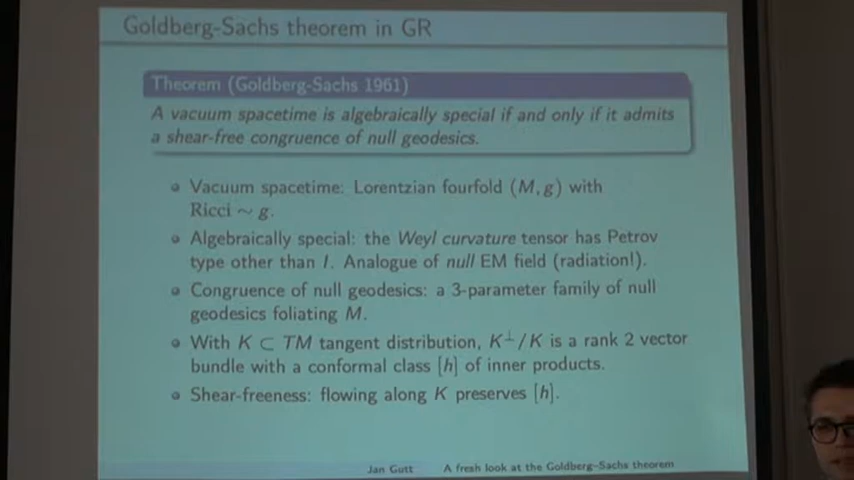 Goldberg-Sachs theorem in GR
Theorem (Goldberg-Sachs 1961)
A vacuum spacetime is algebraically special if and only if it admits
a shear-free congruence of null geodesics.
Vacuum spacetime: Lorentzian fourfold (M, g) with
Ricci ∼ g.
Algebraically special: the Weyl curvature tensor has Petrov
type other than I. Analogue of null EM field (radiation!).
Congruence of null geodesics: a 3-parameter family of null
geodesics foliating M.
With K ⊂ TM tangent distribution, K⊥/K is a rank 2 vector
bundle with a conformal class [h] of inner products.
Shear-freeness: flowing along K preserves [h].
Jan Gutt A fresh look at the Goldberg–Sachs theorem